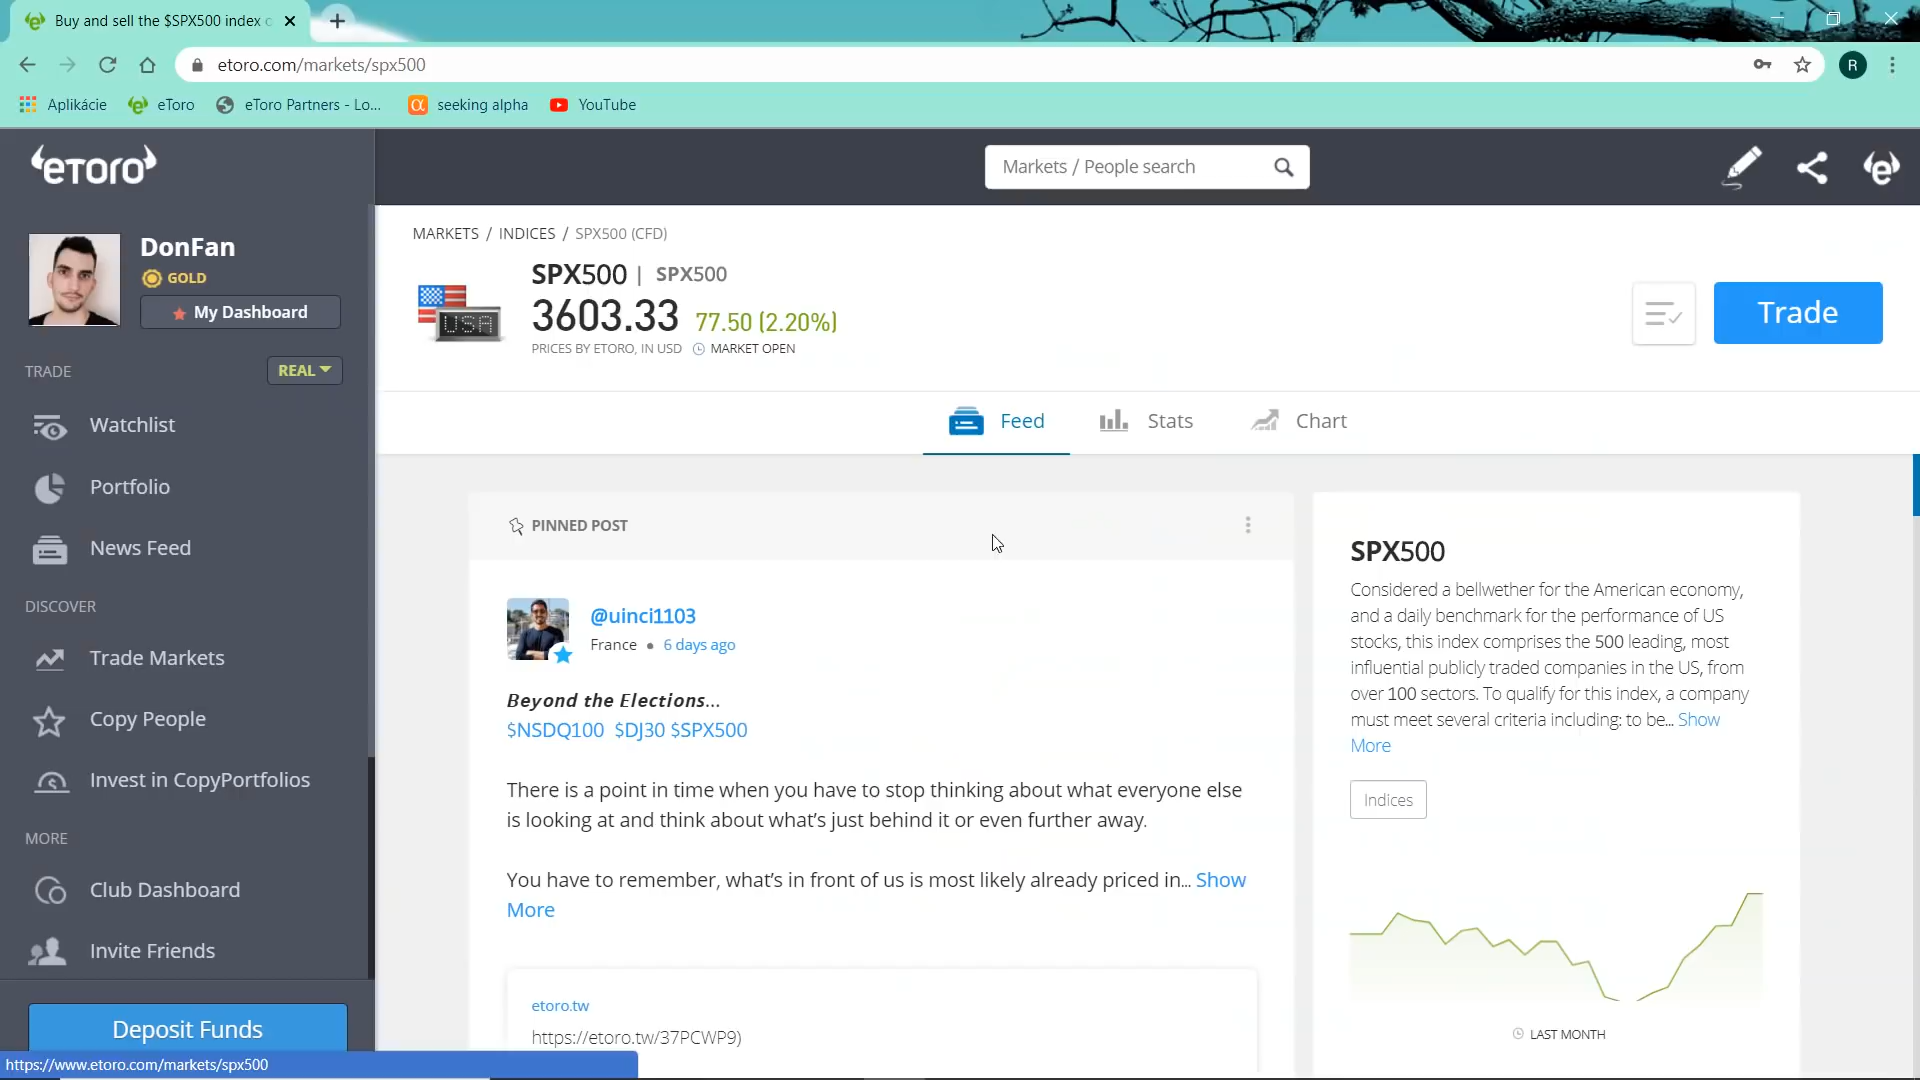 Buy and sell the $SPX500 index o
etoro.com/markets/spx500
R
Aplikácie
eToro
eToro Partners - Lo...
seeking alpha
YouTube
eToro
Markets / People search
DonFan
GOLD
My Dashboard
TRADE
REAL
Watchlist
Portfolio
News Feed
DISCOVER
Trade Markets
Copy People
Invest in CopyPortfolios
MORE
Club Dashboard
Invite Friends
Deposit Funds
https://www.etoro.com/markets/spx500
MARKETS / INDICES / SPX500 (CFD)
USA
SPX500 | SPX500
3603.33 77.50 (2.20%)
PRICES BY ETORO, IN USD MARKET OPEN
Trade
Feed
Stats
Chart
PINNED POST
@uinci1103
France • 6 days ago
Beyond the Elections...
$NSDQ100 $DJ30 $SPX500
There is a point in time when you have to stop thinking about what everyone else
is looking at and think about what's just behind it or even further away.
You have to remember, what's in front of us is most likely already priced in... Show
More
etoro.tw
https://etoro.tw/37PCWP9)
SPX500
Considered a bellwether for the American economy,
and a daily benchmark for the performance of US
stocks, this index comprises the 500 leading, most
influential publicly traded companies in the US, from
over 100 sectors. To qualify for this index, a company
must meet several criteria including: to be... Show
More
Indices
LAST MONTH